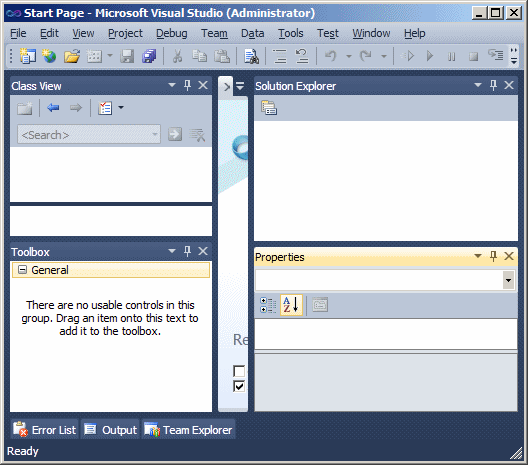 Start Page - Microsoft Visual Studio (Administrator)
File Edit View Project Debug Team Data Tools Test Window Help
Class View
<Search>
Toolbox
General
There are no usable controls in this
group. Drag an item onto this text to
add it to the toolbox.
Re
Solution Explorer
Properties
A
Z
Error List Output Team Explorer
Ready